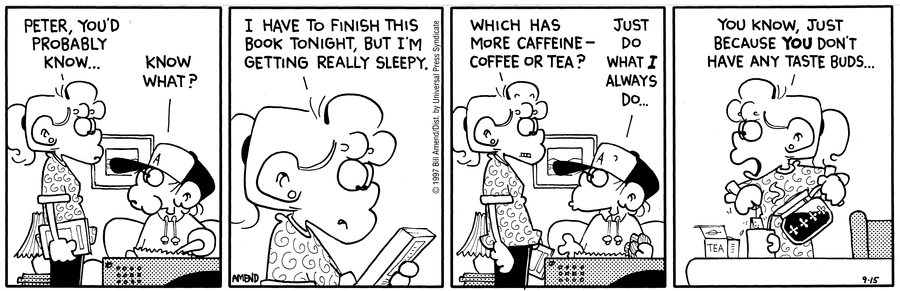 PETER, YOU'D
PROBABLY
KNOW...
KNOW
WHAT?
I HAVE TO FINISH THIS
BOOK TONIGHT, BUT I'M
GETTING REALLY SLEEPY.
AMEND
© 1997 Bill Amend/Dist. by Universal Press Syndicate
WHICH HAS
MORE CAFFEINE—
COFFEE OR TEA?
JUST
DO
WHAT I
ALWAYS
DO...
A
YOU KNOW, JUST
BECAUSE YOU DON'T
HAVE ANY TASTE BUDS...
TEA
9-15